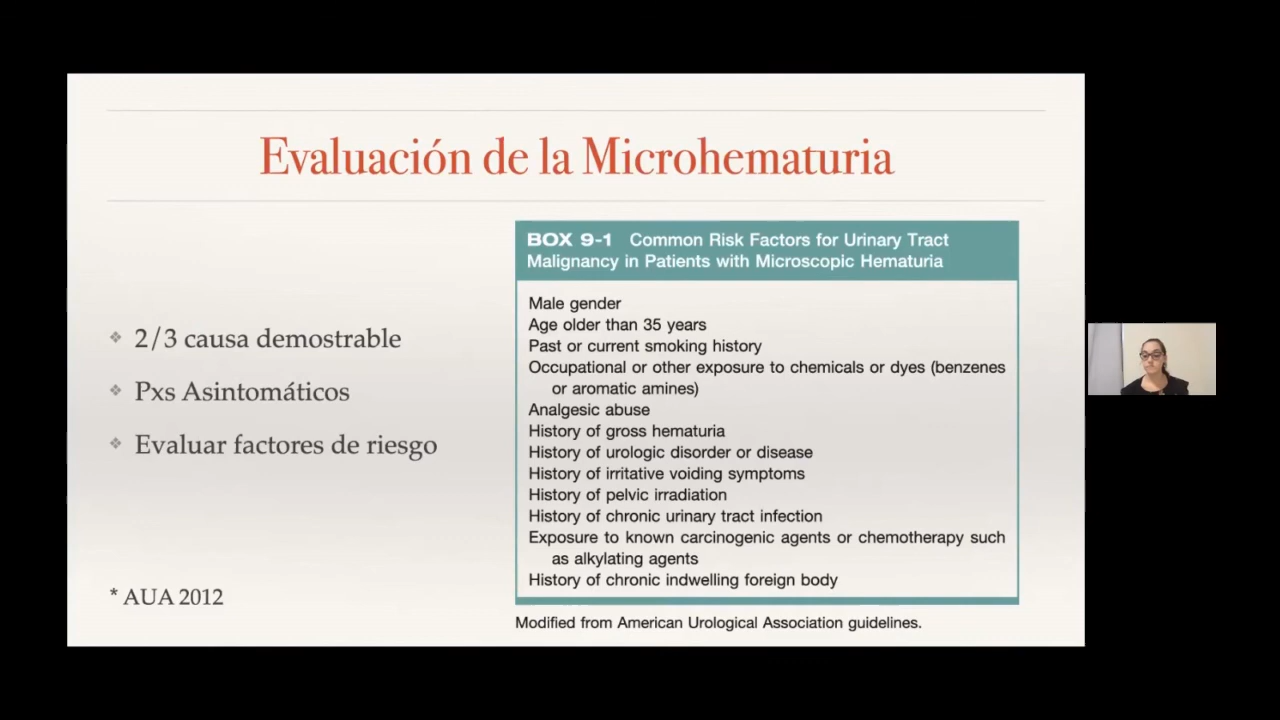 Evaluación de la Microhematuria
2/3 causa demostrable
Pxs Asintomáticos
Evaluar factores de riesgo
* AUA 2012
BOX 9-1 Common Risk Factors for Urinary Tract
Malignancy in Patients with Microscopic Hematuria
Male gender
Age older than 35 years
Past or current smoking history
Occupational or other exposure to chemicals or dyes (benzenes
or aromatic amines)
Analgesic abuse
History of gross hematuria
History of urologic disorder or disease
History of irritative voiding symptoms
History of pelvic irradiation
History of chronic urinary tract infection
Exposure to known carcinogenic agents or chemotherapy such
as alkylating agents
History of chronic indwelling foreign body
Modified from American Urological Association guidelines.